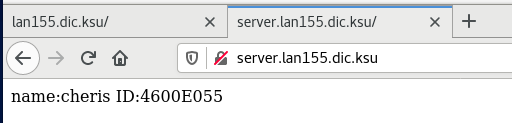 lan155.dic.ksu/
server.lan155.dic.ksu/
server.lan155.dic.ksu
name:cheris ID:4600E055